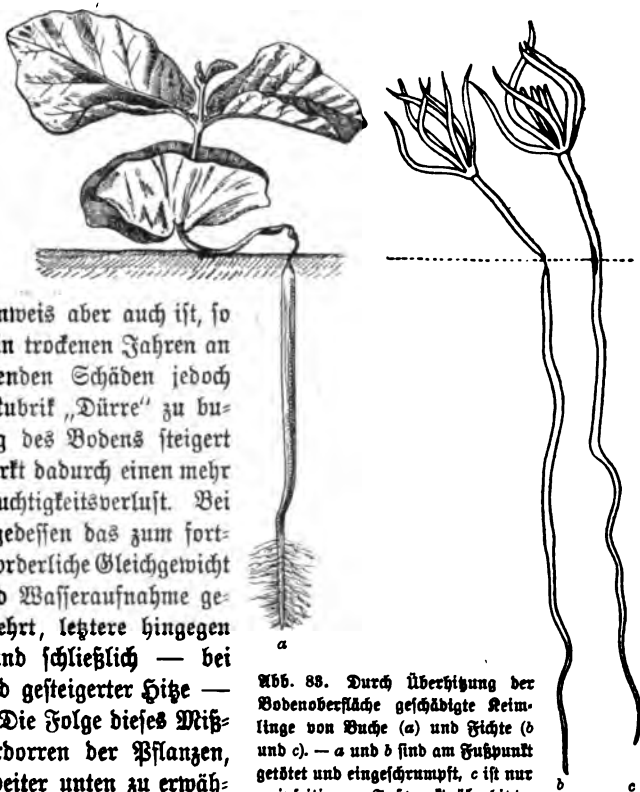 nweis aber auch ist, so
n trockenen Jahren an
enden Schäden jedoch
ubrik „Dürre“ zu bu-
g des Bodens steigert
rkt dadurch einen mehr
uchtigkeitsverlust. Bei
gedessen das zum fort-
orderliche Gleichgewicht
d Wasseraufnahme ge-
ehrt, letztere hingegen
und schließlich — bei
d gesteigerter Hitze —
Die Folge dieses Miß-
rdorren der Pflanzen,
weiter unten zu erwäh-
a
Abb. 83. Durch Überhitzung der
Bodenoberfläche geschädigte Keim-
linge von Buche (a) und Fichte (b
und c). — a und b sind am Fußpunkt
getötet und eingeschrumpft, c ist nur
b
c